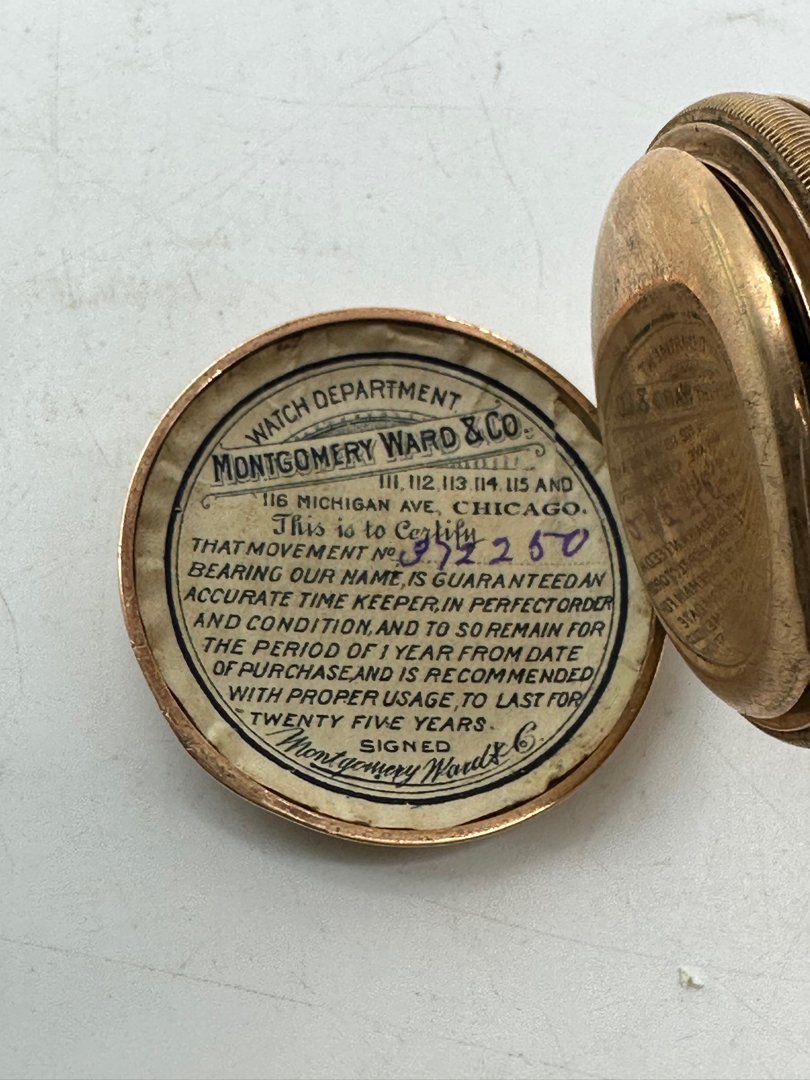 WATCH DEPARTMENT
MONTGOMERY WARD & CO.
111, 112, 113, 114, 115 AND
116 MICHIGAN AVE, CHICAGO.
This is to Certify
THAT MOVEMENT No. 372250
BEARING OUR NAME, IS GUARANTEED AN
ACCURATE TIME KEEPER, IN PERFECT ORDER
AND CONDITION, AND TO SO REMAIN FOR
THE PERIOD OF 1 YEAR FROM DATE
OF PURCHASE, AND IS RECOMMENDED
WITH PROPER USAGE, TO LAST FOR
TWENTY FIVE YEARS.
SIGNED
Montgomery Ward & C.